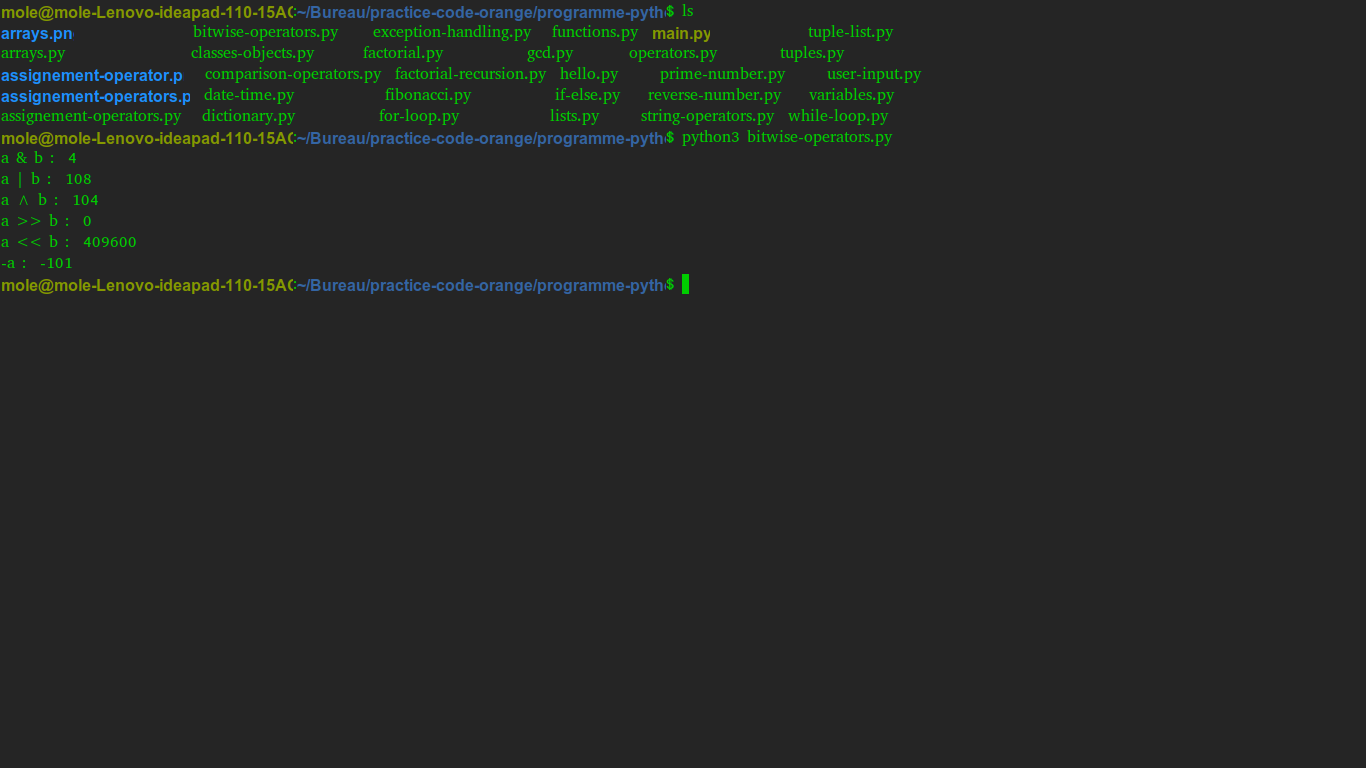 mole@mole-Lenovo-ideapad-110-15AC:~/Bureau/practice-code-orange/programme-pyth$ ls
arrays.pn bitwise-operators.py exception-handling.py functions.py main.py tuple-list.py
arrays.py classes-objects.py factorial.py gcd.py operators.py tuples.py
assignement-operator.p comparison-operators.py factorial-recursion.py hello.py prime-number.py user-input.py
assignement-operators.p date-time.py fibonacci.py if-else.py reverse-number.py variables.py
assignement-operators.py dictionary.py for-loop.py lists.py string-operators.py while-loop.py
mole@mole-Lenovo-ideapad-110-15AC:~/Bureau/practice-code-orange/programme-pyth$ python3 bitwise-operators.py
a & b : 4
a | b : 108
a ^ b : 104
a >> b : 0
a << b : 409600
-a : -101
mole@mole-Lenovo-ideapad-110-15AC:~/Bureau/practice-code-orange/programme-pyth$